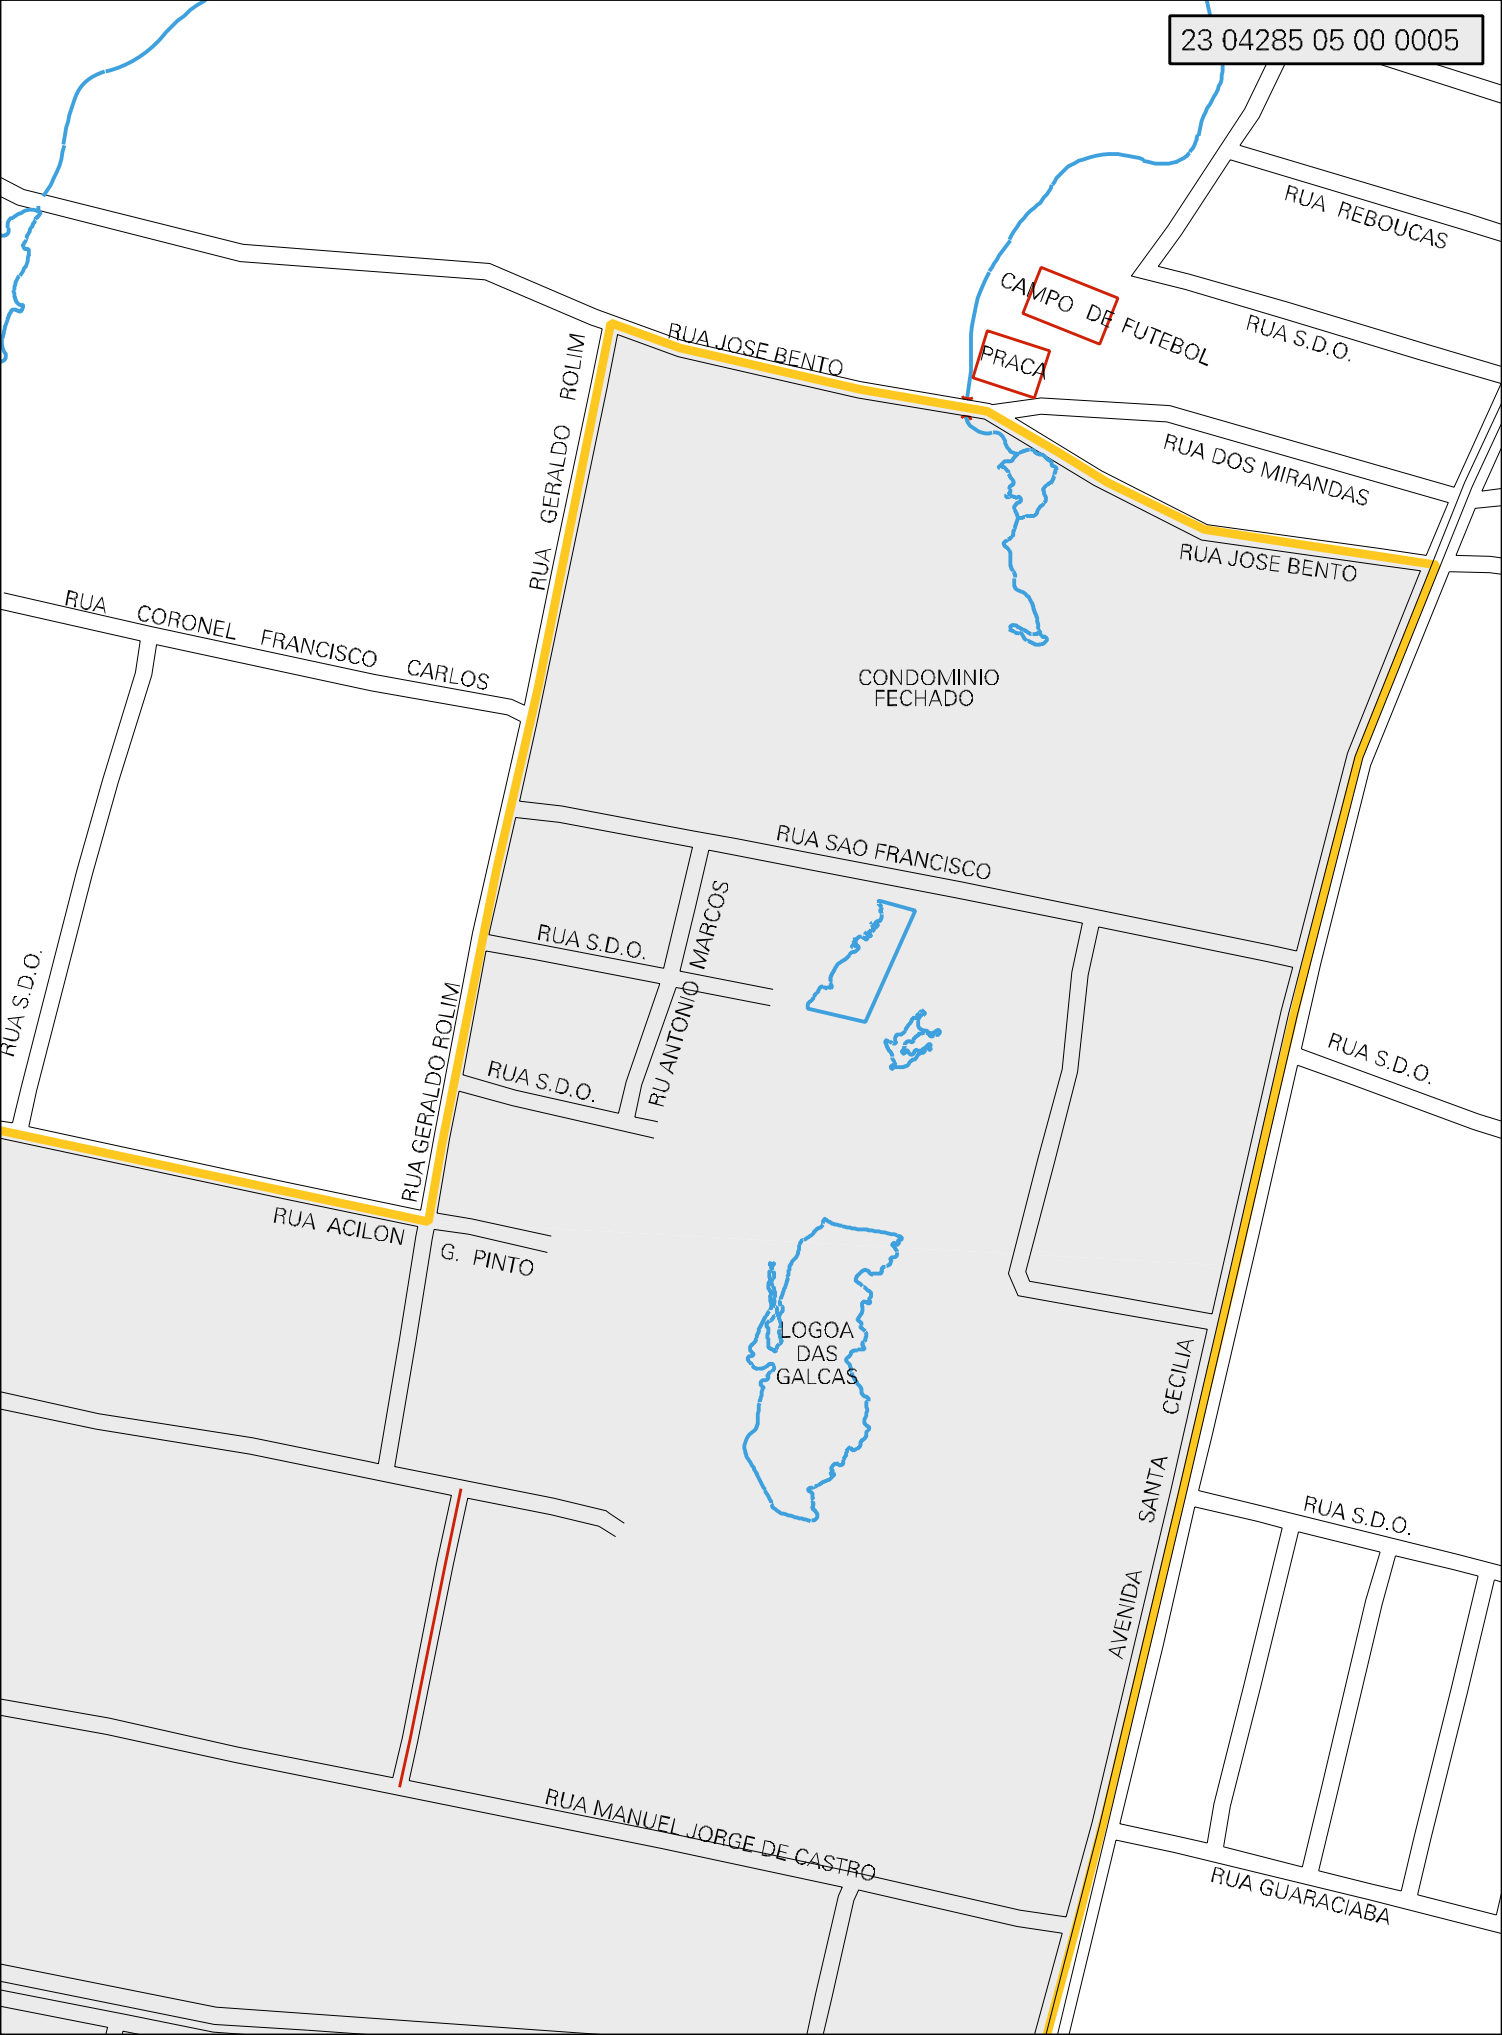 23 04285 05 00 0005
RUA REBOUCAS
CAMPO DE FUTEBOL
RUA S.D.O.
PRACA
RUA JOSE BENTO
RUA GERALDO ROLIM
RUA DOS MIRANDAS
RUA JOSE BENTO
RUA CORONEL FRANCISCO CARLOS
CONDOMINIO
FECHADO
RUA SAO FRANCISCO
RU ANTONIO MARCOS
RUA S.D.O.
RUA S.D.O.
RUA GERALDO ROLIM
RUA S.D.O.
RUA S.D.O.
RUA ACILON G. PINTO
LOGOA
DAS
GALCAS
AVENIDA SANTA CECILIA
RUA S.D.O.
RUA MANUEL JORGE DE CASTRO
RUA GUARACIABA